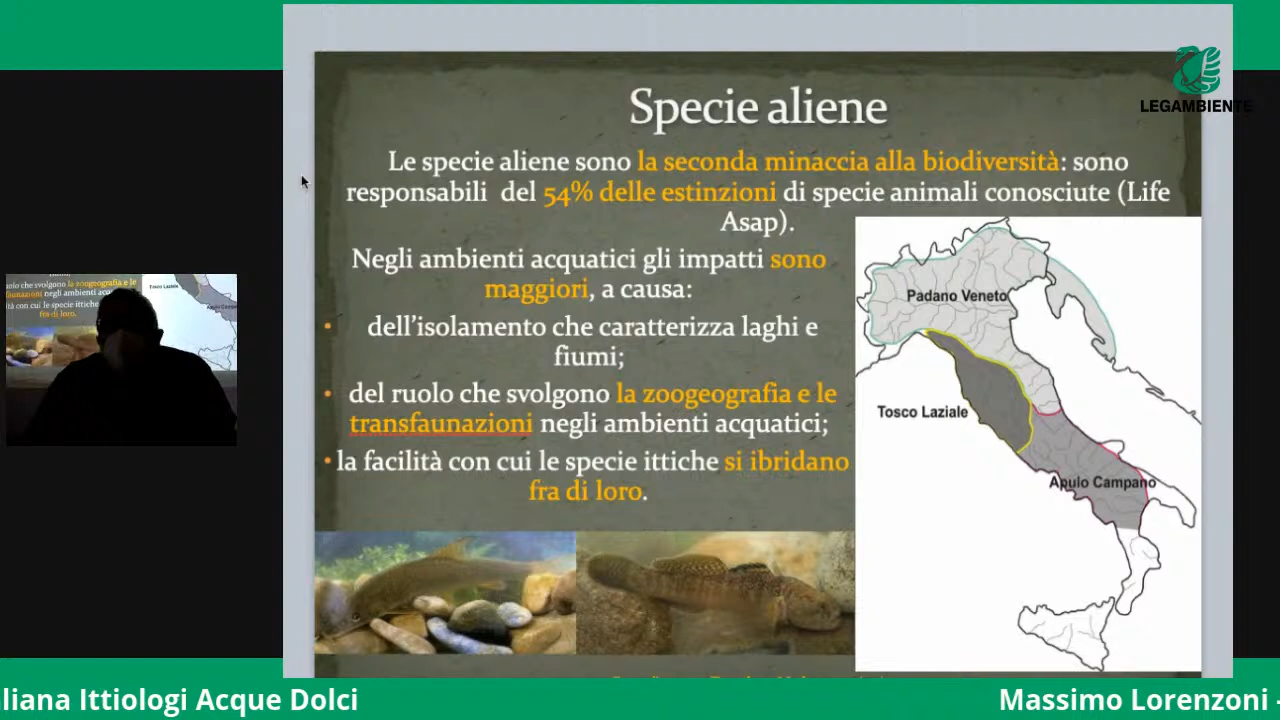 LEGAMBIENTE
Specie aliene
Le specie aliene sono la seconda minaccia alla biodiversità: sono
responsabili del 54% delle estinzioni di specie animali conosciute (Life
Asap).
Negli ambienti acquatici gli impatti sono
maggiori, a causa:
• dell'isolamento che caratterizza laghi e
fiumi;
• del ruolo che svolgono la zoogeografia e le
transfaunazioni negli ambienti acquatici;
• la facilità con cui le specie ittiche si ibridano
fra di loro.
Padano Veneto
Tosco Laziale
Apulo Campano
liana Ittiologi Acque Dolci
Massimo Lorenzoni -